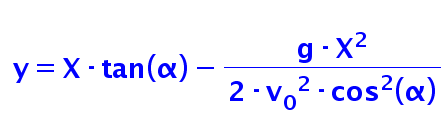 y = X · tan(α) − g · X² / 2 · v₀² · cos²(α)